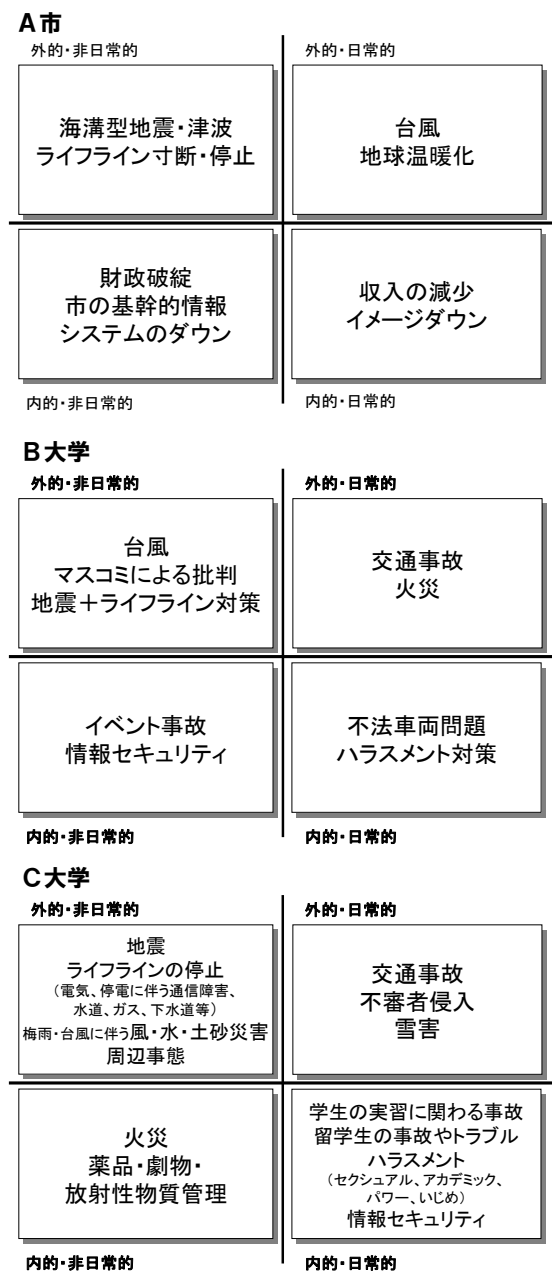 A市
外的・非日常的
外的・日常的
海溝型地震・津波
ライフライン寸断・停止
台風
地球温暖化
財政破綻
市の基幹的情報
システムのダウン
収入の減少
イメージダウン
内的・非日常的
内的・日常的
B大学
外的・非日常的
外的・日常的
台風
マスコミによる批判
地震＋ライフライン対策
交通事故
火災
イベント事故
情報セキュリティ
不法車両問題
ハラスメント対策
内的・非日常的
内的・日常的
C大学
外的・非日常的
外的・日常的
地震
ライフラインの停止
（電気、停電に伴う通信障害、
水道、ガス、下水道等）
梅雨・台風に伴う風・水・土砂災害
周辺事態
交通事故
不審者侵入
雪害
火災
薬品・劇物・
放射性物質管理
学生の実習に関わる事故
留学生の事故やトラブル
ハラスメント
（セクシュアル、アカデミック、
パワー、いじめ）
情報セキュリティ
内的・非日常的
内的・日常的